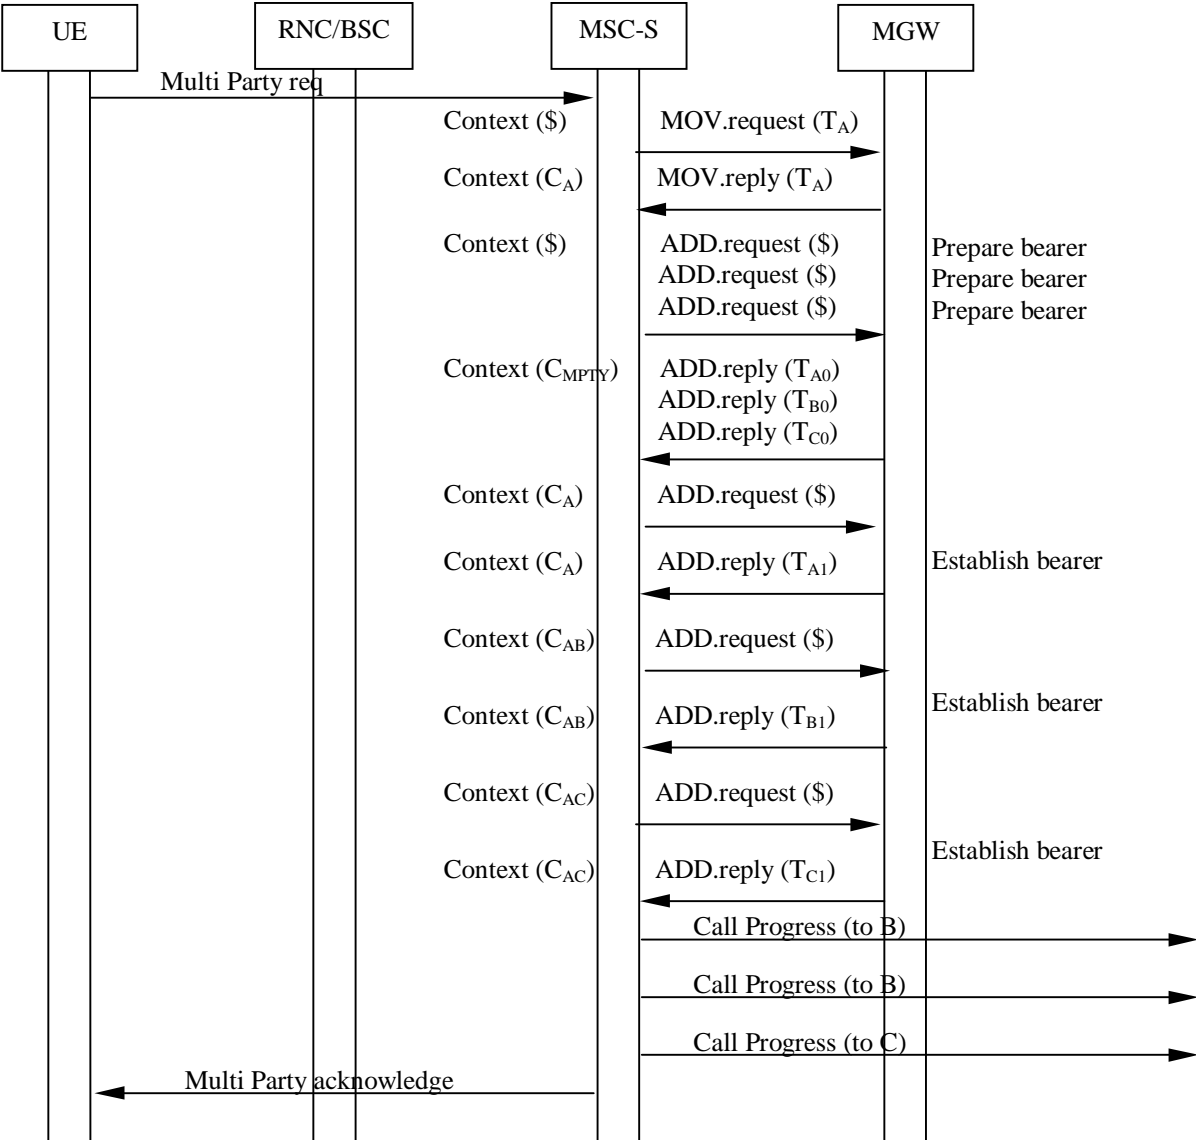 UE RNC/BSC MSC-S MGW
Multi Party req
Context ($) MOV.request (TA)
Context (CA) MOV.reply (TA)
Context ($) ADD.request ($) Prepare bearer
ADD.request ($) Prepare bearer
ADD.request ($) Prepare bearer
Context (CMPTY) ADD.reply (TA0)
ADD.reply (TB0)
ADD.reply (TC0)
Context (CA) ADD.request ($)
Context (CA) ADD.reply (TA1) Establish bearer
Context (CAB) ADD.request ($)
Context (CAB) ADD.reply (TB1) Establish bearer
Context (CAC) ADD.request ($)
Context (CAC) ADD.reply (TC1) Establish bearer
Call Progress (to B)
Call Progress (to B)
Call Progress (to C)
Multi Party acknowledge